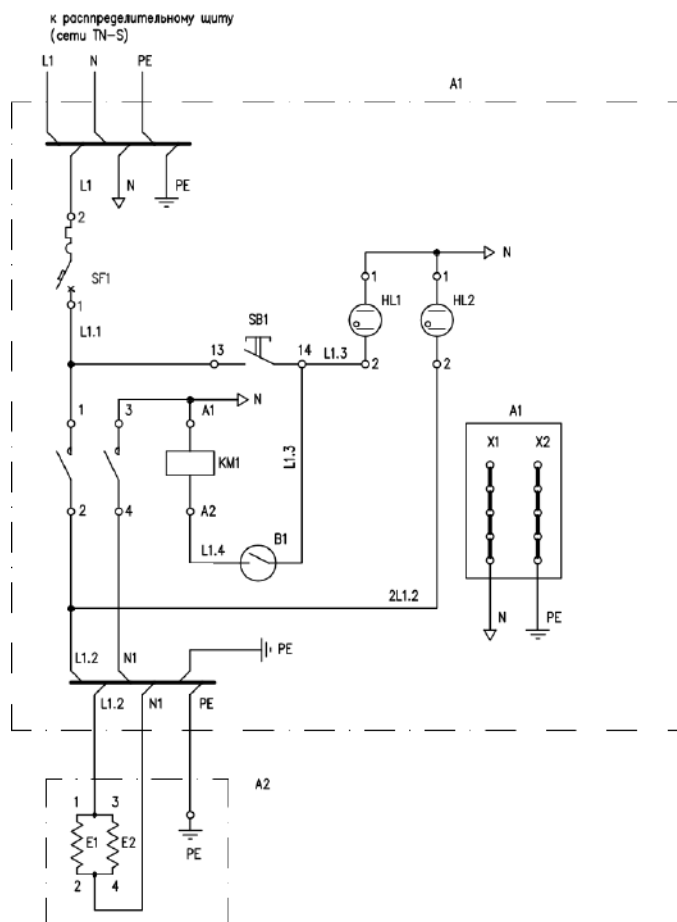 к распpределительному щиту
(сети TN-S)
L1 N PE
A1
L1 N PE
2
SF1
1
L1.1
N
1 1
HL1 HL2
SB1
13 14 L1.3 2 2
1 3 A1 N
L1.3
KM1
2 4 A2
B1
L1.4
A1
X1 X2
N PE
2L1.2
L1.2 N1 PE
L1.2 N1 PE
A2
1 3
E1 E2
2 4
PE